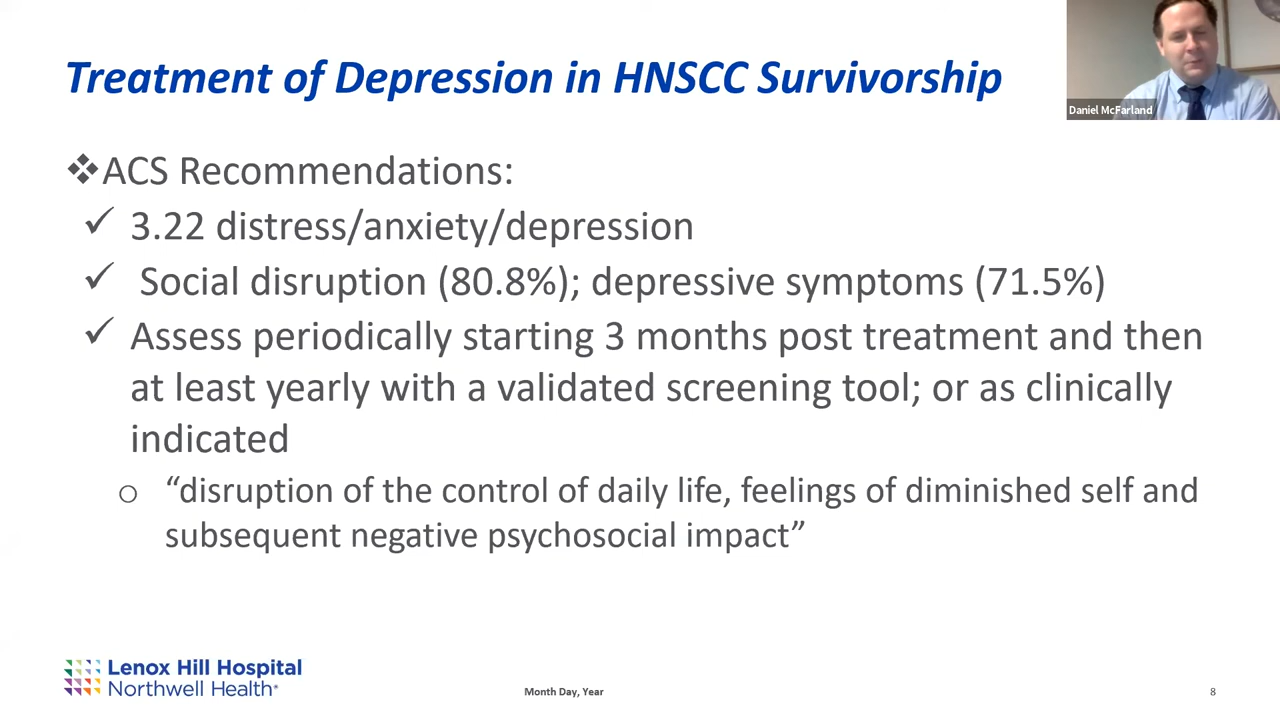 Treatment of Depression in HNSCC Survivorship
Daniel McFarland
❖ACS Recommendations:
✓ 3.22 distress/anxiety/depression
✓ Social disruption (80.8%); depressive symptoms (71.5%)
✓ Assess periodically starting 3 months post treatment and then
at least yearly with a validated screening tool; or as clinically
indicated
o “disruption of the control of daily life, feelings of diminished self and
subsequent negative psychosocial impact”
Lenox Hill Hospital
Northwell Health®
Month Day, Year
8